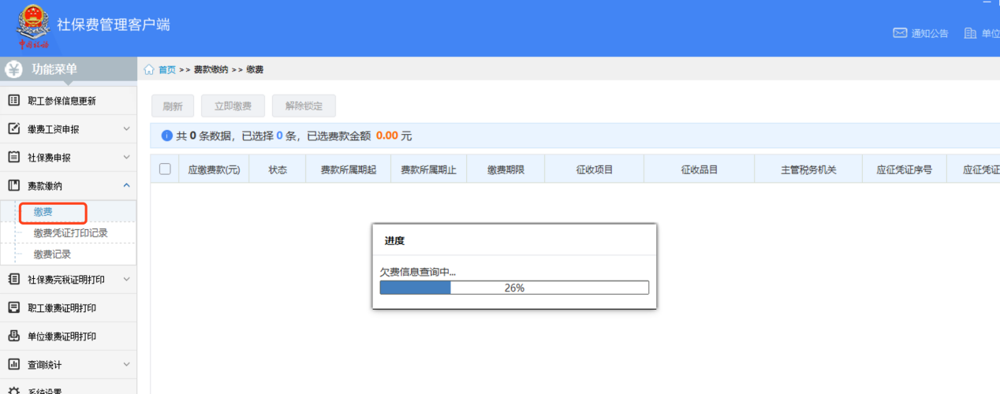 社保费管理客户端
通知公告 单位
功能菜单
首页 >> 费款缴纳 >> 缴费
职工参保信息更新
缴费工资申报
社保费申报
费款缴纳
缴费
缴费凭证打印记录
缴费记录
社保费完税证明打印
职工缴费证明打印
单位缴费证明打印
查询统计
系统设置
刷新 立即缴费 解除锁定
共 0 条数据，已选择 0 条，已选费款金额 0.00 元
应缴费款(元) 状态 费款所属期起 费款所属期止 缴费期限 征收项目 征收品目 主管税务机关 应征凭证序号 应征凭证
进度
欠费信息查询中...
26%